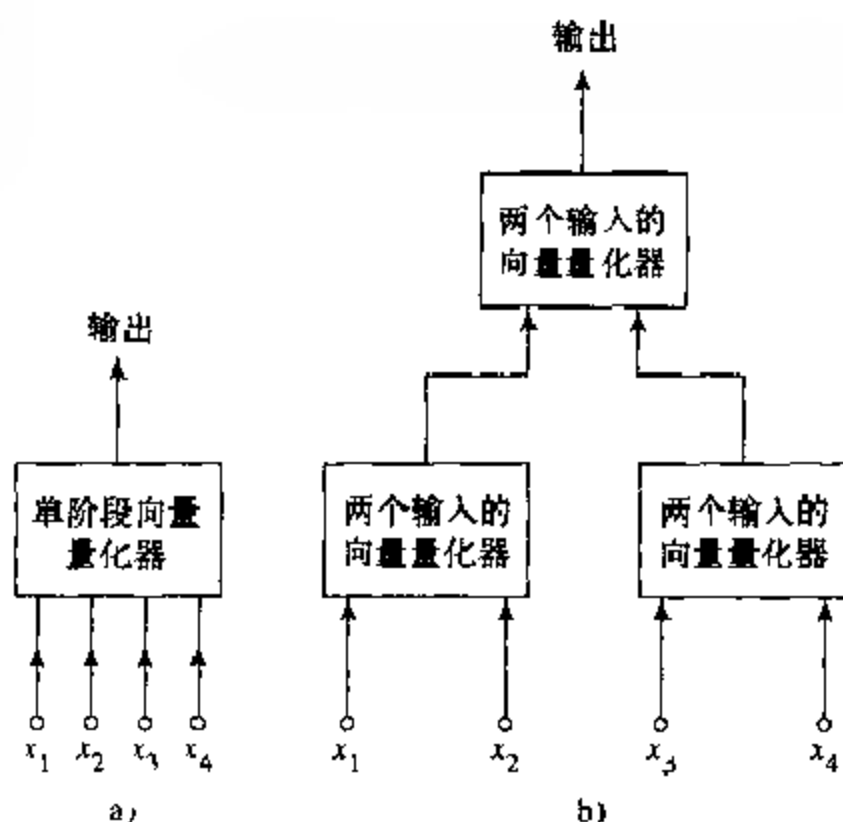 输出
单阶段向量
量化器
x1 x2 x3 x4
a)
输出
两个输入的
向量量化器
两个输入的
向量量化器
两个输入的
向量量化器
x1 x2 x3 x4
b)